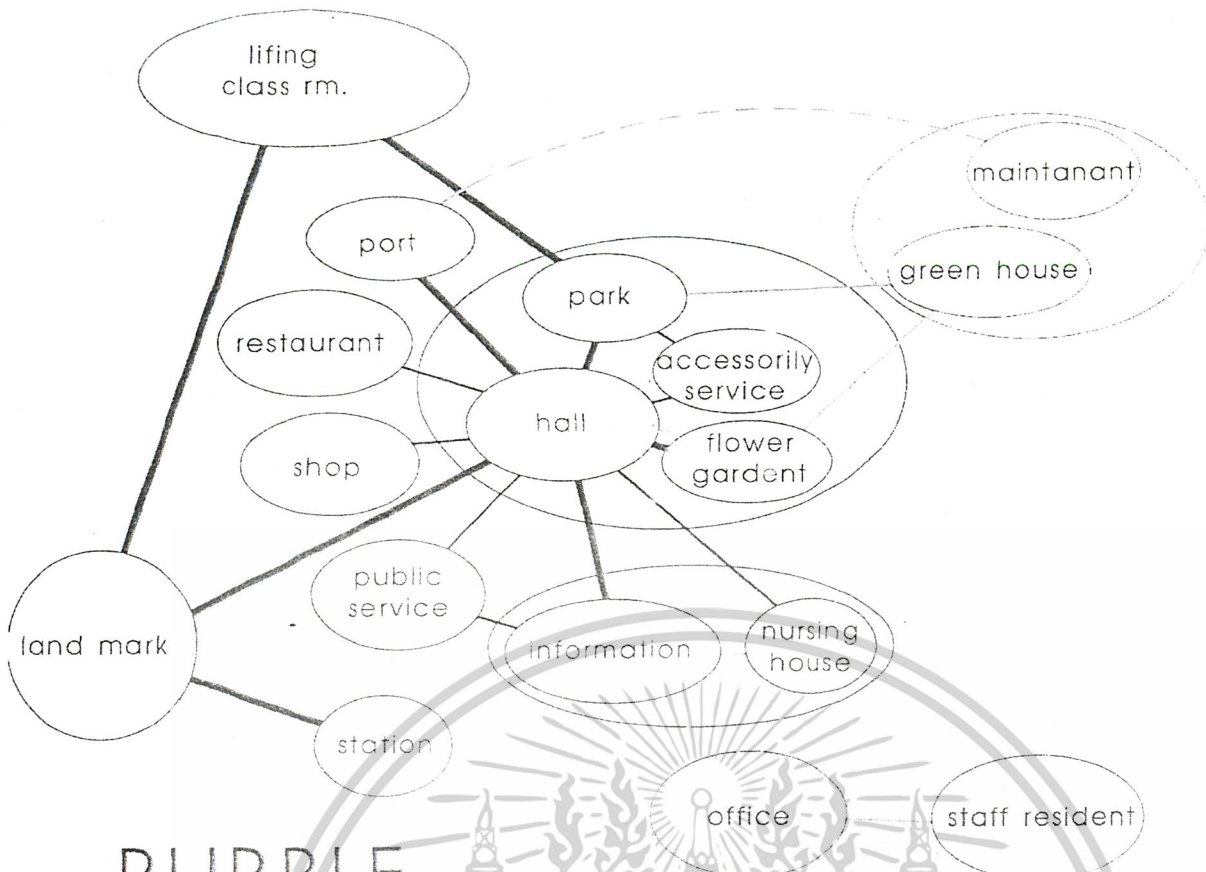 lifing
class rm.
maintanant
port
green house
park
restaurant
accessorily
service
hall
flower
gardent
shop
public
service
land mark
information
nursing
house
station
office
staff resident
BUBBLE